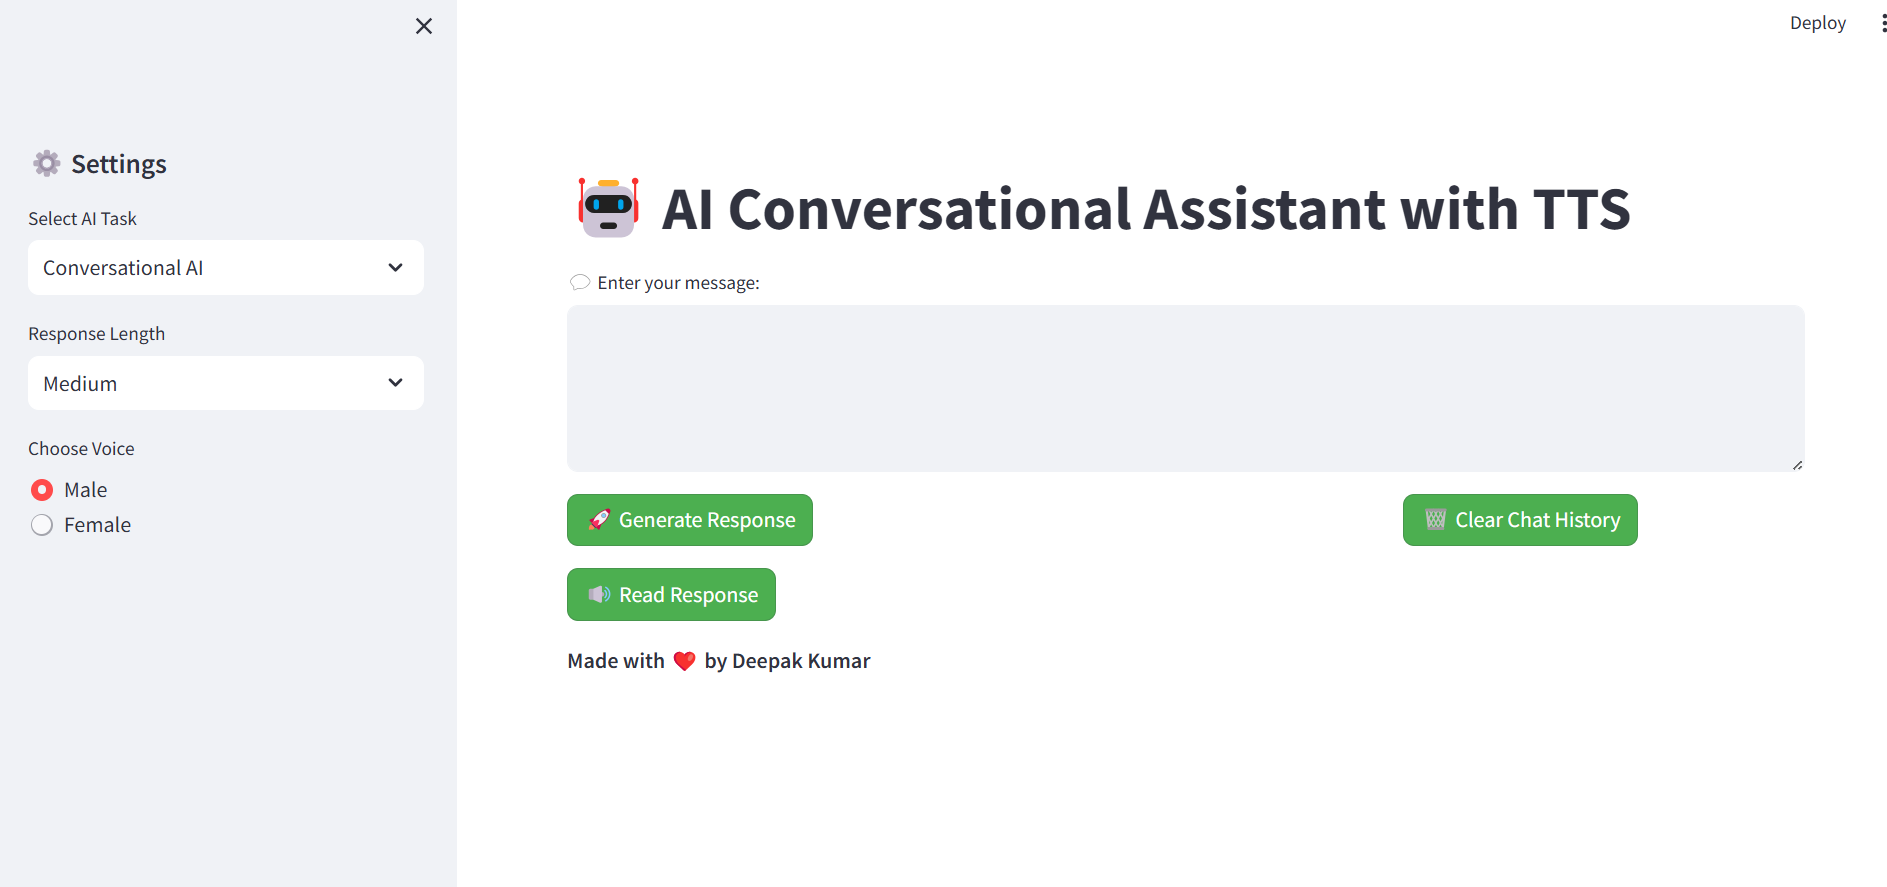 Deploy
⚙️ Settings
Select AI Task
Conversational AI
Response Length
Medium
Choose Voice
Male
Female
🤖 AI Conversational Assistant with TTS
💬 Enter your message:
🚀 Generate Response
🗑️ Clear Chat History
🔊 Read Response
Made with ❤️ by Deepak Kumar